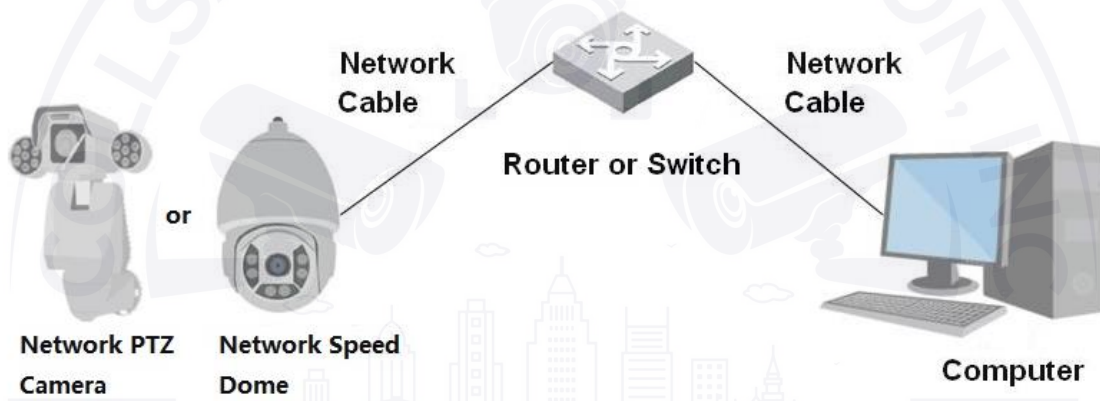 Network
Cable
Network
Cable
Router or Switch
or
Network PTZ
Camera
Network Speed
Dome
Computer